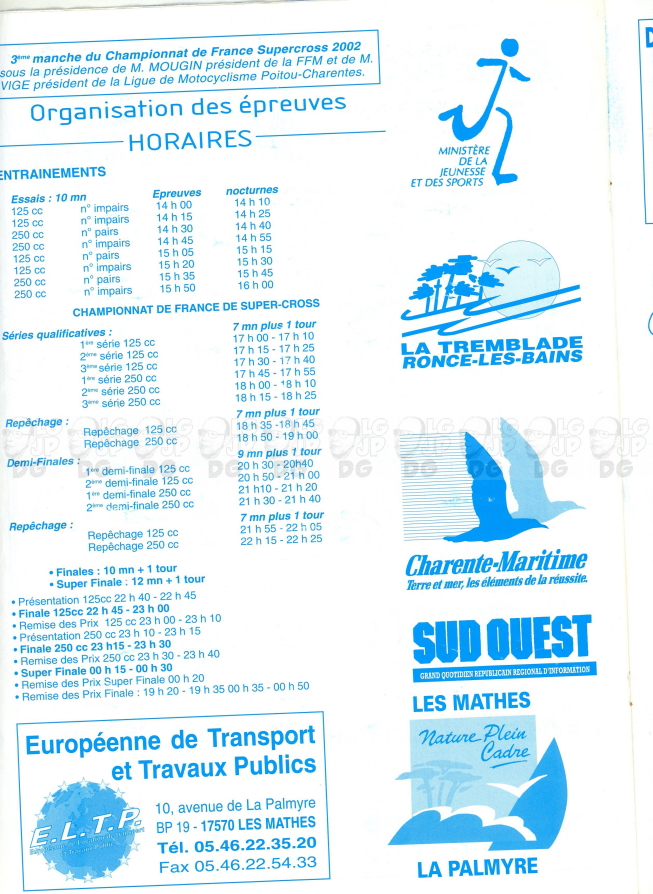 3ème manche du Championnat de France Supercross 2002
sous la présidence de M. MOUGIN président de la FFM et de M.
VIGE président de la Ligue de Motocyclisme Poitou-Charentes.
Organisation des épreuves
HORAIRES
ENTRAINEMENTS
Essais : 10 mn Epreuves nocturnes
125 cc n° impairs 14 h 00 14 h 10
125 cc n° impairs 14 h 15 14 h 25
250 cc n° pairs 14 h 30 14 h 40
250 cc n° impairs 14 h 45 14 h 55
125 cc n° pairs 15 h 05 15 h 15
125 cc n° impairs 15 h 20 15 h 30
250 cc n° pairs 15 h 35 15 h 45
250 cc n° impairs 15 h 50 16 h 00
CHAMPIONNAT DE FRANCE DE SUPER-CROSS
Séries qualificatives : 7 mn plus 1 tour
1ère série 125 cc 17 h 00 - 17 h 10
2ème série 125 cc 17 h 15 - 17 h 25
3ème série 125 cc 17 h 30 - 17 h 40
1ère série 250 cc 17 h 45 - 17 h 55
2ème série 250 cc 18 h 00 - 18 h 10
3ème série 250 cc 18 h 15 - 18 h 25
Repêchage : 7 mn plus 1 tour
Repêchage 125 cc 18 h 35 - 18 h 45
Repêchage 250 cc 18 h 50 - 19 h 00
Demi-Finales : 9 mn plus 1 tour
1ère demi-finale 125 cc 20 h 30 - 20h40
2ème demi-finale 125 cc 20 h 50 - 21 h 00
1ère demi-finale 250 cc 21 h10 - 21 h 20
2ème demi-finale 250 cc 21 h 30 - 21 h 40
Repêchage : 7 mn plus 1 tour
Repêchage 125 cc 21 h 55 - 22 h 05
Repêchage 250 cc 22 h 15 - 22 h 25
• Finales : 10 mn + 1 tour
• Super Finale : 12 mn + 1 tour
• Présentation 125cc 22 h 40 - 22 h 45
• Finale 125cc 22 h 45 - 23 h 00
• Remise des Prix 125 cc 23 h 00 - 23 h 10
• Présentation 250 cc 23 h 10 - 23 h 15
• Finale 250 cc 23 h15 - 23 h 30
• Remise des Prix 250 cc 23 h 30 - 23 h 40
• Super Finale 00 h 15 - 00 h 30
• Remise des Prix Super Finale 00 h 20
• Remise des Prix Finale : 19 h 20 - 19 h 35 00 h 35 - 00 h 50
Européenne de Transport
et Travaux Publics
E.L.T.P.
10, avenue de La Palmyre
BP 19 - 17570 LES MATHES
Tél. 05.46.22.35.20
Fax 05.46.22.54.33
MINISTÈRE
DE LA
JEUNESSE
ET DES SPORTS
LA TREMBLADE
RONCE-LES-BAINS
Charente-Maritime
Terre et mer, les éléments de la réussite.
SUD OUEST
GRAND QUOTIDIEN REPUBLICAIN REGIONAL D'INFORMATION
LES MATHES
Nature Plein
Cadre
LA PALMYRE
LG JP DG